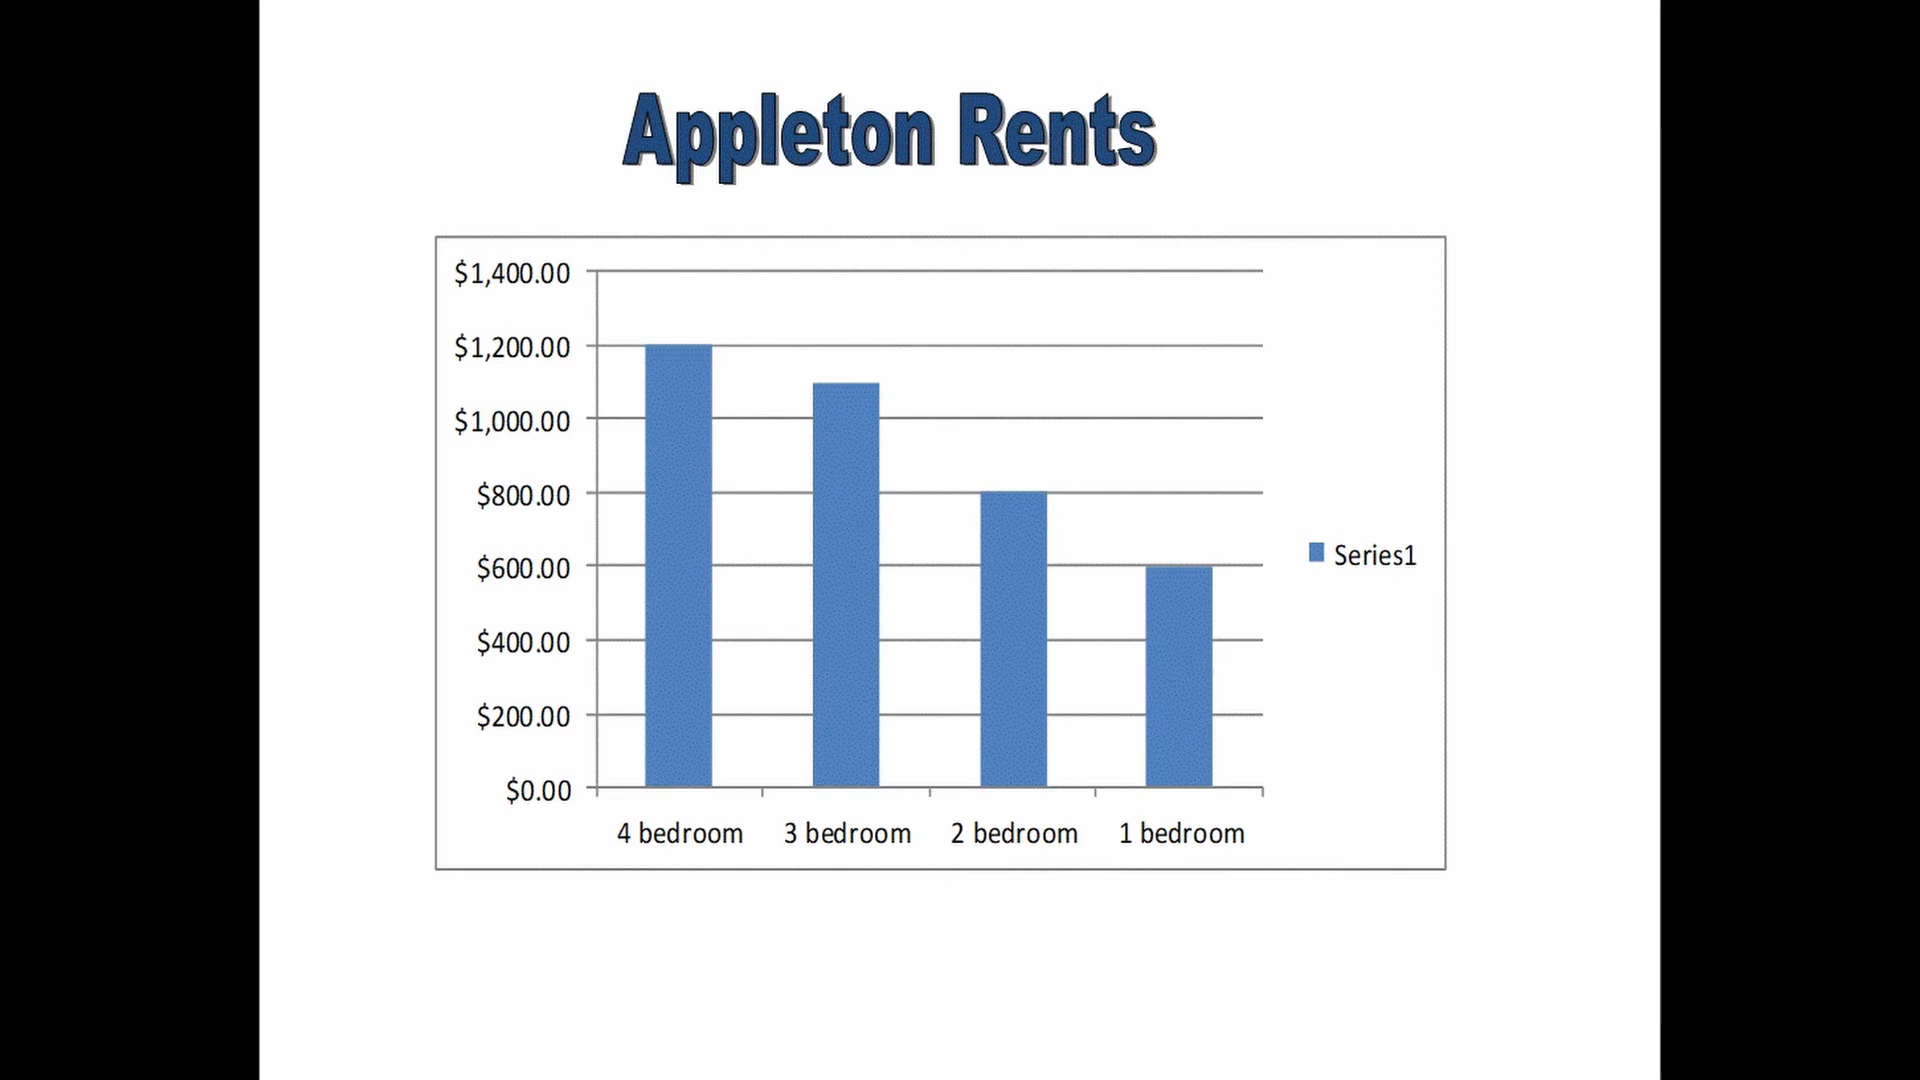 Appleton Rents
$1,400.00
$1,200.00
$1,000.00
$800.00
$600.00
$400.00
$200.00
$0.00
4 bedroom 3 bedroom 2 bedroom 1 bedroom
Series1